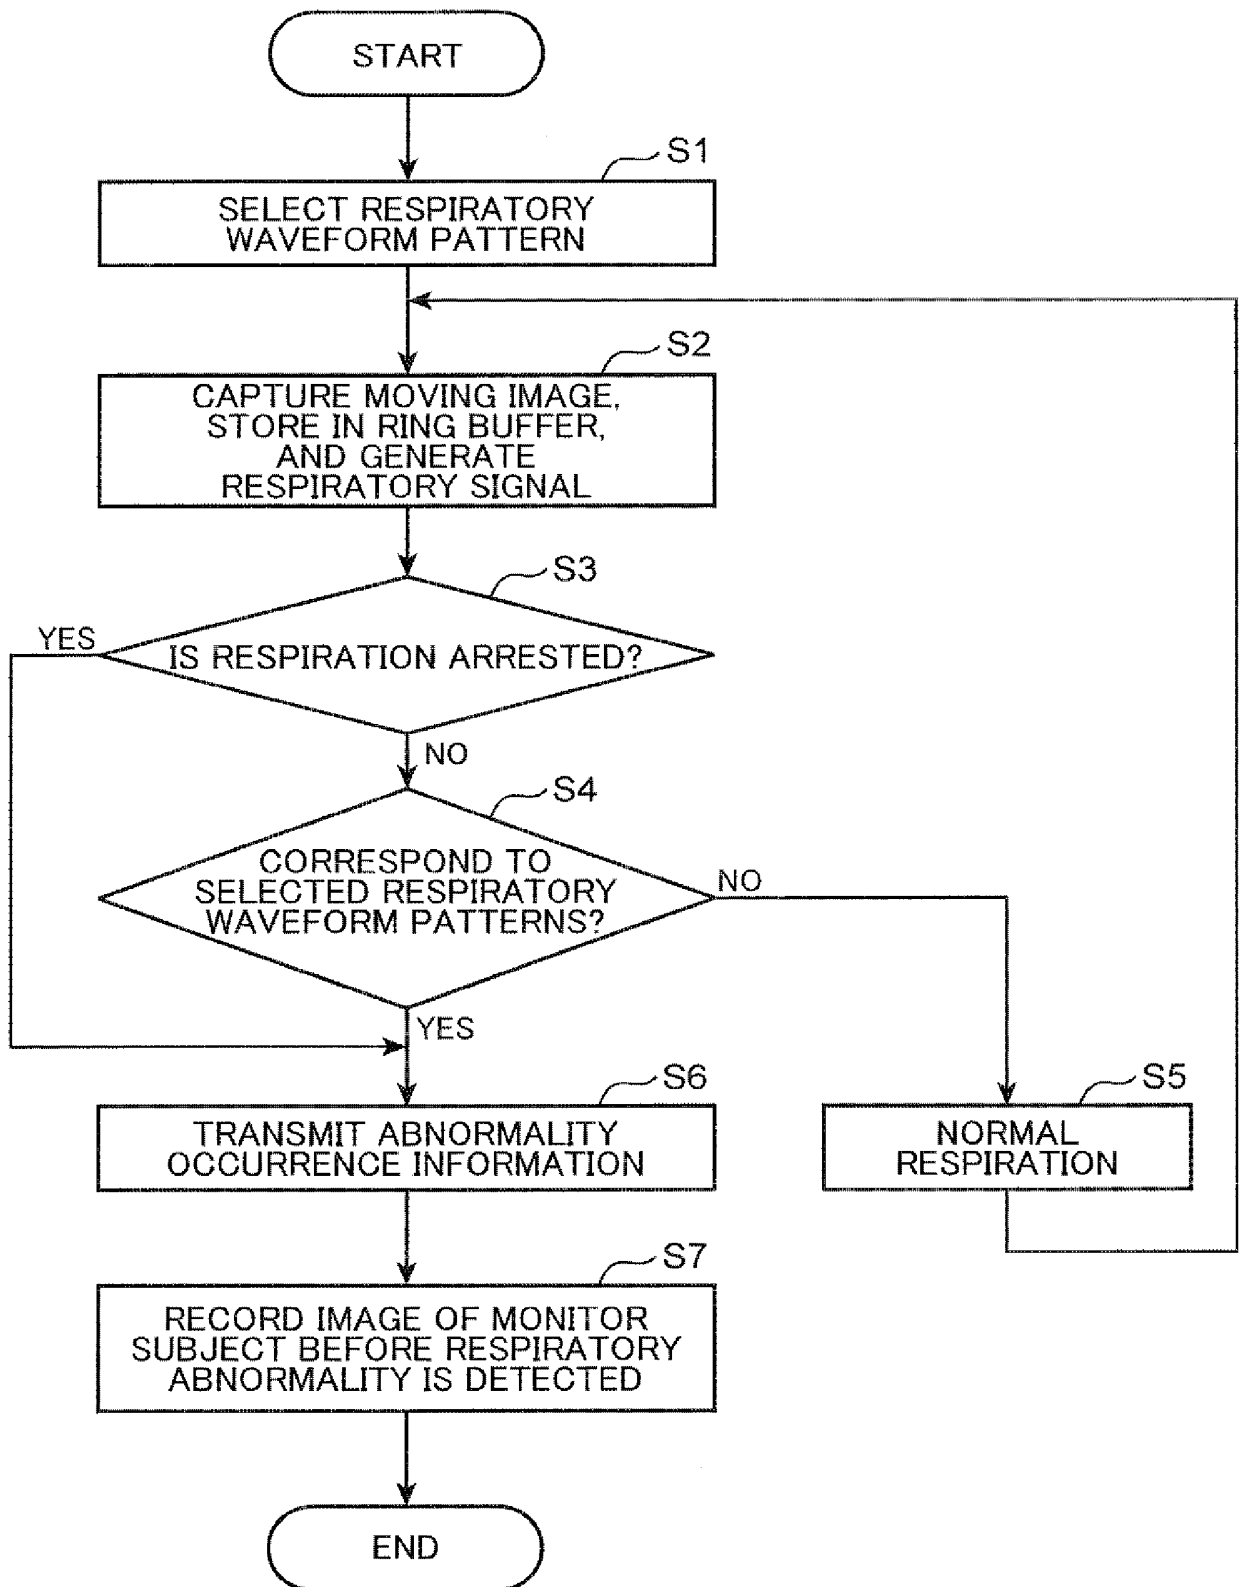 START
S1
SELECT RESPIRATORY
WAVEFORM PATTERN
S2
CAPTURE MOVING IMAGE,
STORE IN RING BUFFER,
AND GENERATE
RESPIRATORY SIGNAL
S3
YES
IS RESPIRATION ARRESTED?
NO
S4
CORRESPOND TO
SELECTED RESPIRATORY
WAVEFORM PATTERNS?
NO
YES
S6
TRANSMIT ABNORMALITY
OCCURRENCE INFORMATION
S5
NORMAL
RESPIRATION
S7
RECORD IMAGE OF MONITOR
SUBJECT BEFORE RESPIRATORY
ABNORMALITY IS DETECTED
END